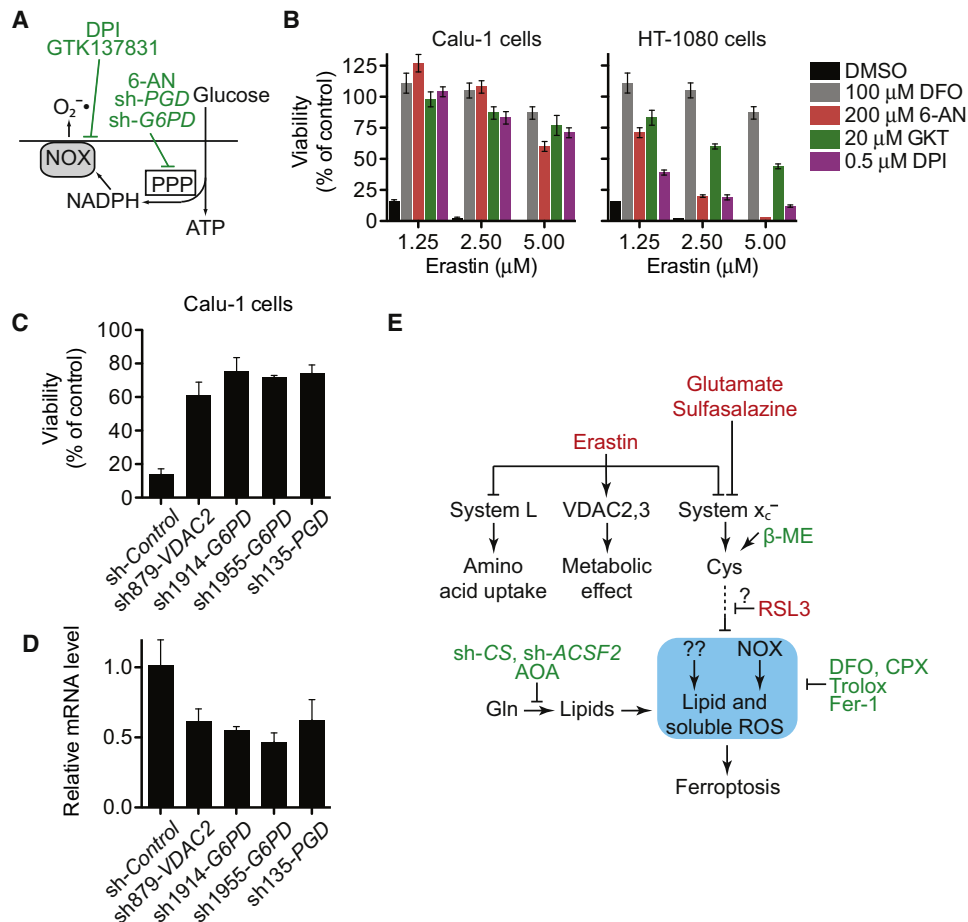 A
DPI
GTK137831
6-AN
sh-PGD
sh-G6PD
Glucose
O₂⁻•
NOX
PPP
NADPH
ATP
B
Calu-1 cells
HT-1080 cells
Viability
(% of control)
125
100
75
50
25
0
1.25 2.50 5.00
Erastin (µM)
1.25 2.50 5.00
Erastin (µM)
DMSO
100 µM DFO
200 µM 6-AN
20 µM GKT
0.5 µM DPI
C
Calu-1 cells
Viability
(% of control)
100
80
60
40
20
0
sh-Control
sh879-VDAC2
sh1914-G6PD
sh1955-G6PD
sh135-PGD
D
Relative mRNA level
1.0
0.5
0.0
sh-Control
sh879-VDAC2
sh1914-G6PD
sh1955-G6PD
sh135-PGD
E
Glutamate
Sulfasalazine
Erastin
System L
VDAC2,3
System x꜀⁻
β-ME
Amino
acid uptake
Metabolic
effect
Cys
?
RSL3
sh-CS, sh-ACSF2
AOA
Gln
Lipids
?? NOX
Lipid and
soluble ROS
DFO, CPX
Trolox
Fer-1
Ferroptosis